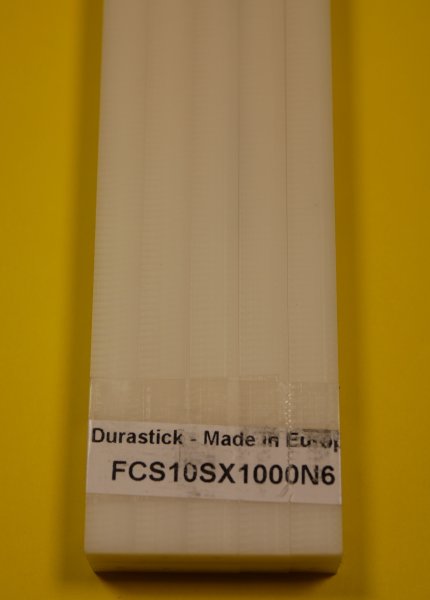 Durastick - Made in Europ
FCS10SX1000N6